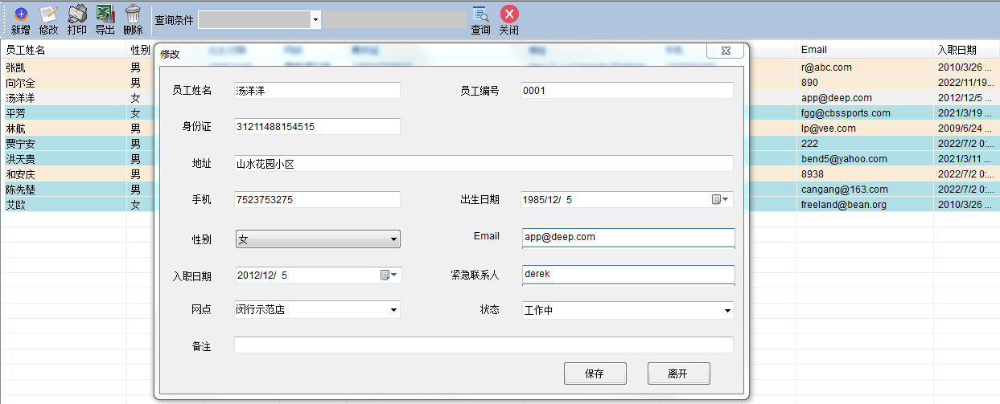 新增 修改 打印 导出 删除 查询条件 查询 关闭
员工姓名 性别 Email 入职日期
修改
张凯 男 r@abc.com 2010/3/26 ...
向尔全 男 890 2022/11/19...
汤洋洋 女 app@deep.com 2012/12/5 ...
平芳 女 fgg@cbssports.com 2021/3/19 ...
林航 男 lp@vee.com 2009/6/24 ...
贾宁安 男 222 2022/7/2 0:...
洪天贵 男 bend5@yahoo.com 2021/3/11 ...
和安庆 男 8938 2022/7/2 0:...
陈先楚 男 cangang@163.com 2022/7/2 0:...
艾欧 女 freeland@bean.org 2010/3/26 ...
员工姓名 汤洋洋 员工编号 0001
身份证 31211488154515
地址 山水花园小区
手机 7523753275 出生日期 1985/12/ 5
性别 女 Email app@deep.com
入职日期 2012/12/ 5 紧急联系人 derek
网点 闵行示范店 状态 工作中
备注
保存 离开